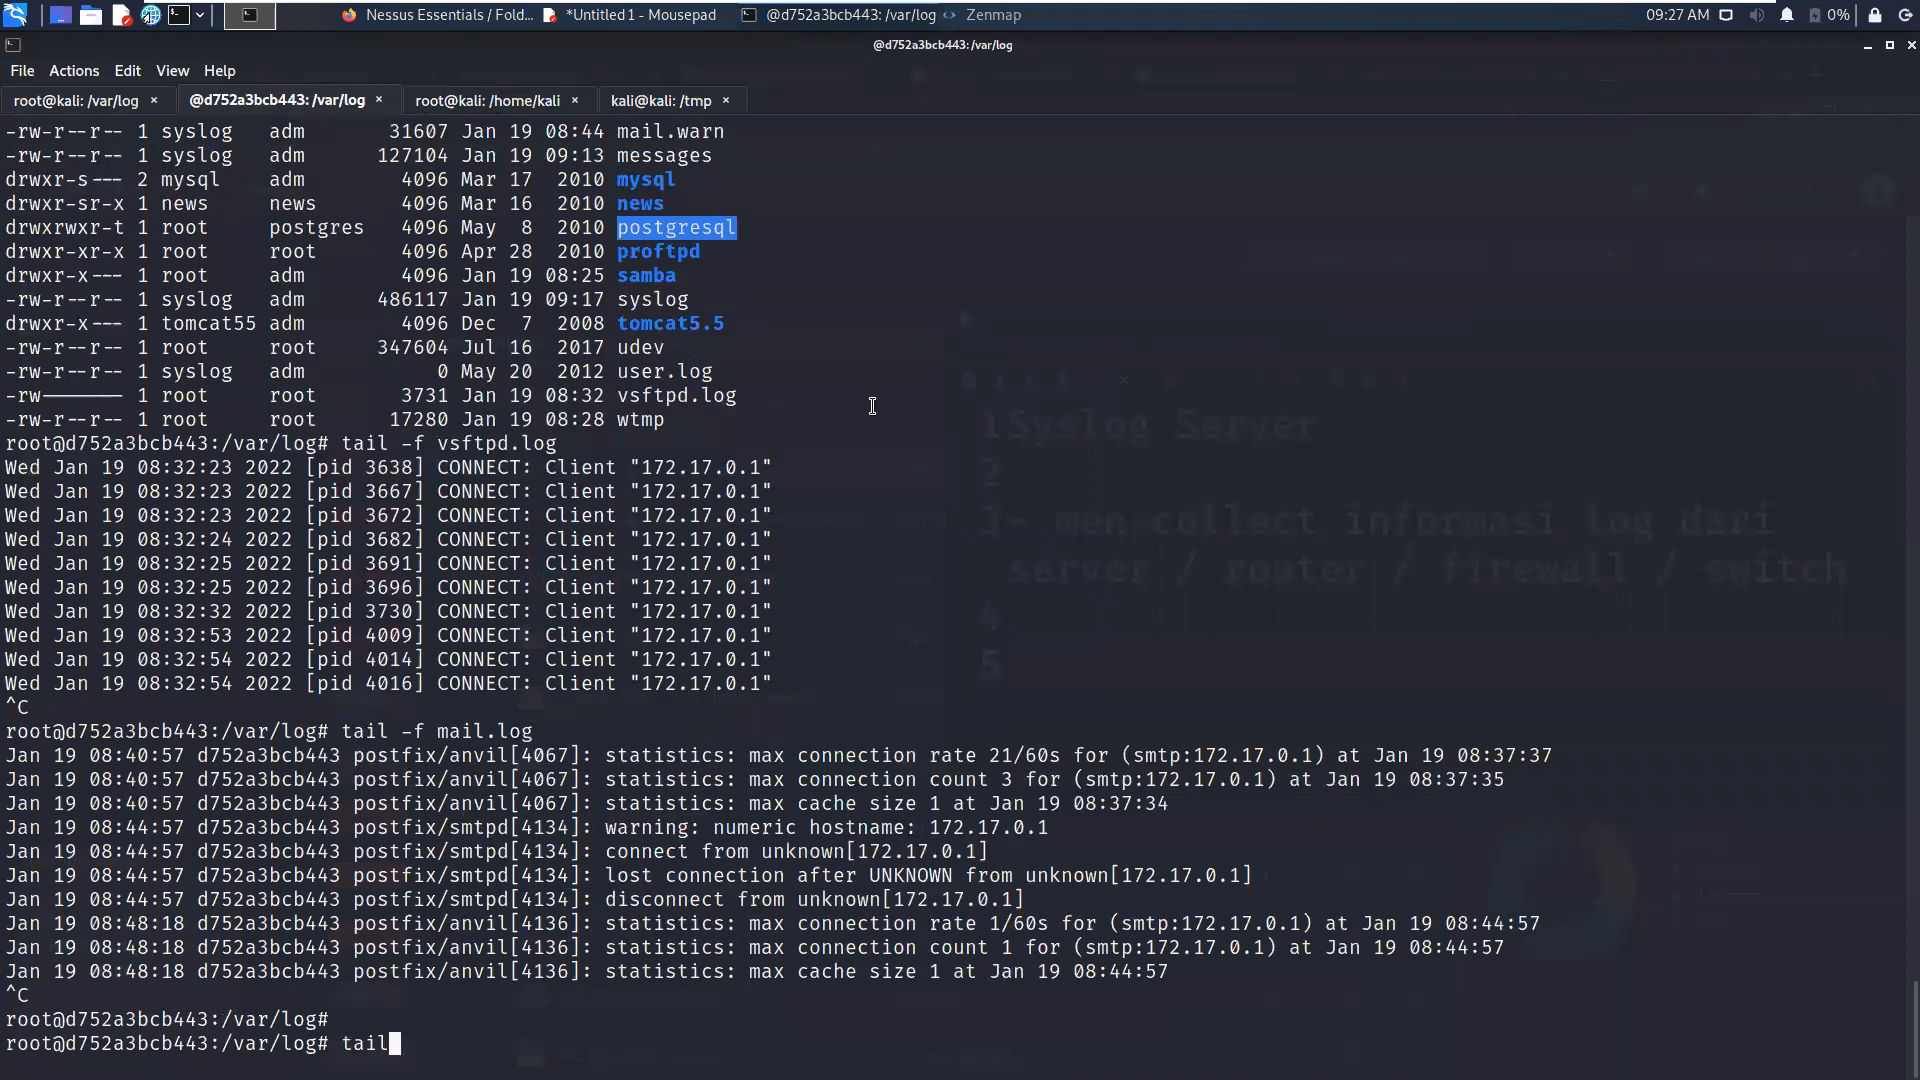 Nessus Essentials / Fold... *Untitled 1 - Mousepad @d752a3bcb443: /var/log Zenmap 09:27 AM 0%
@d752a3bcb443: /var/log
File Actions Edit View Help
root@kali: /var/log × @d752a3bcb443: /var/log × root@kali: /home/kali × kali@kali: /tmp ×
-rw-r--r-- 1 syslog adm 31607 Jan 19 08:44 mail.warn
-rw-r--r-- 1 syslog adm 127104 Jan 19 09:13 messages
drwxr-s--- 2 mysql adm 4096 Mar 17 2010 mysql
drwxr-sr-x 1 news news 4096 Mar 16 2010 news
drwxrwxr-t 1 root postgres 4096 May 8 2010 postgresql
drwxr-xr-x 1 root root 4096 Apr 28 2010 proftpd
drwxr-x--- 1 root adm 4096 Jan 19 08:25 samba
-rw-r--r-- 1 syslog adm 486117 Jan 19 09:17 syslog
drwxr-x--- 1 tomcat55 adm 4096 Dec 7 2008 tomcat5.5
-rw-r--r-- 1 root root 347604 Jul 16 2017 udev
-rw-r--r-- 1 syslog adm 0 May 20 2012 user.log
-rw------- 1 root root 3731 Jan 19 08:32 vsftpd.log
-rw-r--r-- 1 root root 17280 Jan 19 08:28 wtmp
root@d752a3bcb443:/var/log# tail -f vsftpd.log
Wed Jan 19 08:32:23 2022 [pid 3638] CONNECT: Client "172.17.0.1"
Wed Jan 19 08:32:23 2022 [pid 3667] CONNECT: Client "172.17.0.1"
Wed Jan 19 08:32:23 2022 [pid 3672] CONNECT: Client "172.17.0.1"
Wed Jan 19 08:32:24 2022 [pid 3682] CONNECT: Client "172.17.0.1"
Wed Jan 19 08:32:25 2022 [pid 3691] CONNECT: Client "172.17.0.1"
Wed Jan 19 08:32:25 2022 [pid 3696] CONNECT: Client "172.17.0.1"
Wed Jan 19 08:32:32 2022 [pid 3730] CONNECT: Client "172.17.0.1"
Wed Jan 19 08:32:53 2022 [pid 4009] CONNECT: Client "172.17.0.1"
Wed Jan 19 08:32:54 2022 [pid 4014] CONNECT: Client "172.17.0.1"
Wed Jan 19 08:32:54 2022 [pid 4016] CONNECT: Client "172.17.0.1"
^C
root@d752a3bcb443:/var/log# tail -f mail.log
Jan 19 08:40:57 d752a3bcb443 postfix/anvil[4067]: statistics: max connection rate 21/60s for (smtp:172.17.0.1) at Jan 19 08:37:37
Jan 19 08:40:57 d752a3bcb443 postfix/anvil[4067]: statistics: max connection count 3 for (smtp:172.17.0.1) at Jan 19 08:37:35
Jan 19 08:40:57 d752a3bcb443 postfix/anvil[4067]: statistics: max cache size 1 at Jan 19 08:37:34
Jan 19 08:44:57 d752a3bcb443 postfix/smtpd[4134]: warning: numeric hostname: 172.17.0.1
Jan 19 08:44:57 d752a3bcb443 postfix/smtpd[4134]: connect from unknown[172.17.0.1]
Jan 19 08:44:57 d752a3bcb443 postfix/smtpd[4134]: lost connection after UNKNOWN from unknown[172.17.0.1]
Jan 19 08:44:57 d752a3bcb443 postfix/smtpd[4134]: disconnect from unknown[172.17.0.1]
Jan 19 08:48:18 d752a3bcb443 postfix/anvil[4136]: statistics: max connection rate 1/60s for (smtp:172.17.0.1) at Jan 19 08:44:57
Jan 19 08:48:18 d752a3bcb443 postfix/anvil[4136]: statistics: max connection count 1 for (smtp:172.17.0.1) at Jan 19 08:44:57
Jan 19 08:48:18 d752a3bcb443 postfix/anvil[4136]: statistics: max cache size 1 at Jan 19 08:44:57
^C
root@d752a3bcb443:/var/log#
root@d752a3bcb443:/var/log# tail
1 Syslog Server
2
3 - men-collect informasi log dari
server / router / firewall / switch
4
5